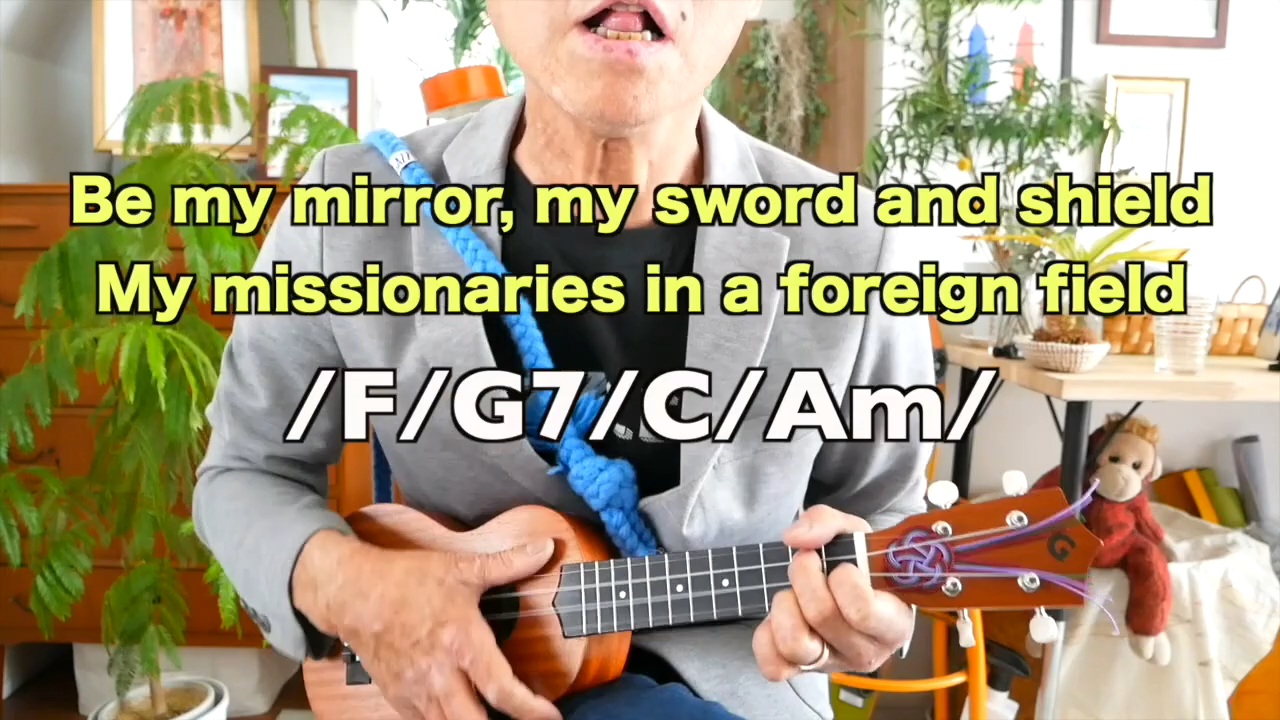 Be my mirror, my sword and shield
My missionaries in a foreign field
/F/G7/C/Am/
G